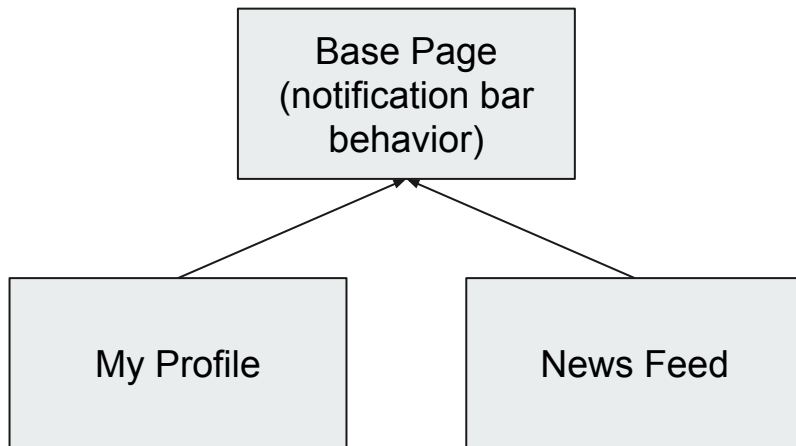 Base Page
(notification bar
behavior)
My Profile
News Feed